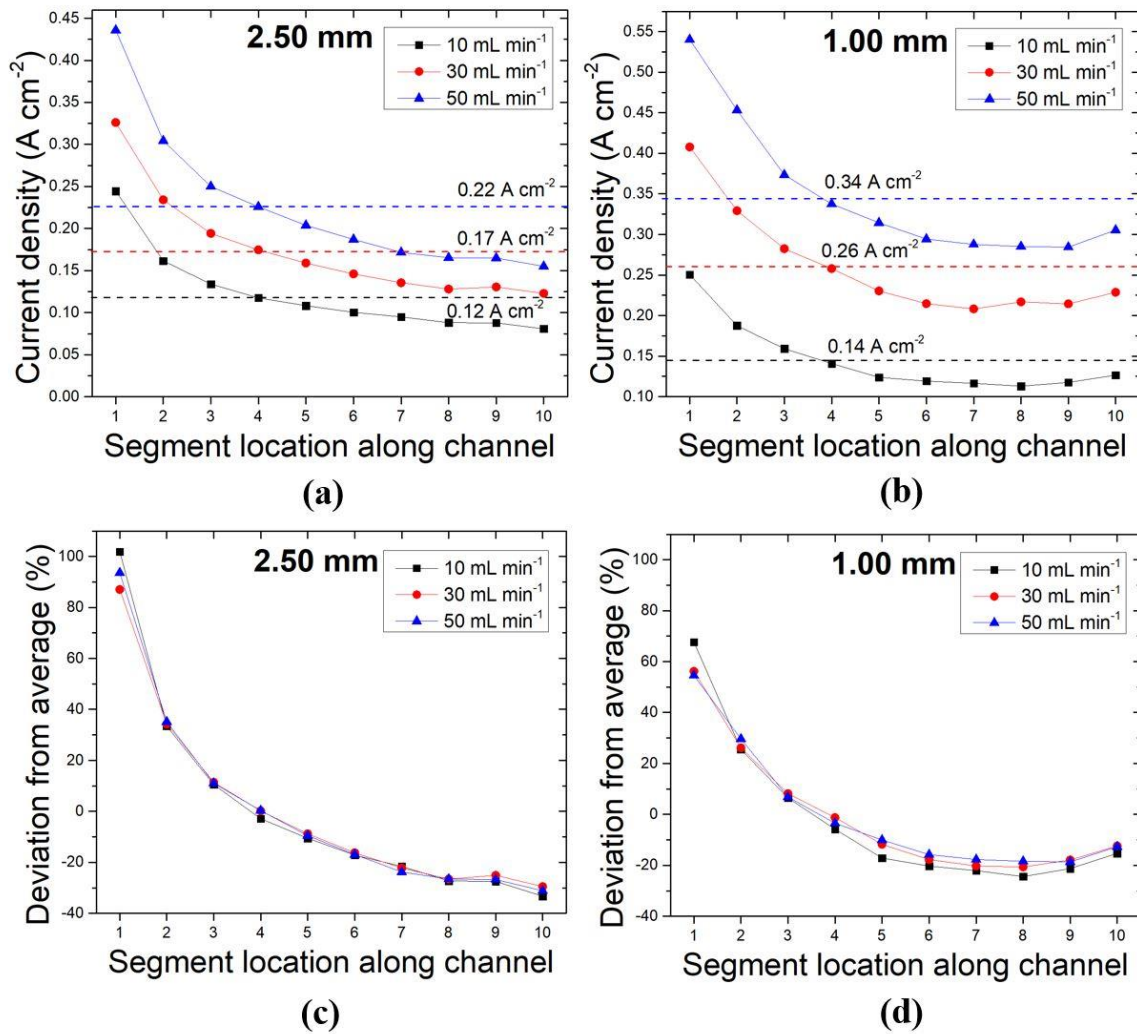 2.50 mm
10 mL min⁻¹
30 mL min⁻¹
50 mL min⁻¹
0.22 A cm⁻²
0.17 A cm⁻²
0.12 A cm⁻²
Current density (A cm⁻²)
0.45
0.40
0.35
0.30
0.25
0.20
0.15
0.10
0.05
0.00
1 2 3 4 5 6 7 8 9 10
Segment location along channel
(a)
1.00 mm
10 mL min⁻¹
30 mL min⁻¹
50 mL min⁻¹
0.34 A cm⁻²
0.26 A cm⁻²
0.14 A cm⁻²
Current density (A cm⁻²)
0.55
0.50
0.45
0.40
0.35
0.30
0.25
0.20
0.15
0.10
1 2 3 4 5 6 7 8 9 10
Segment location along channel
(b)
2.50 mm
10 mL min⁻¹
30 mL min⁻¹
50 mL min⁻¹
Deviation from average (%)
100
80
60
40
20
0
-20
-40
1 2 3 4 5 6 7 8 9 10
Segment location along channel
(c)
1.00 mm
10 mL min⁻¹
30 mL min⁻¹
50 mL min⁻¹
Deviation from average (%)
100
80
60
40
20
0
-20
-40
1 2 3 4 5 6 7 8 9 10
Segment location along channel
(d)